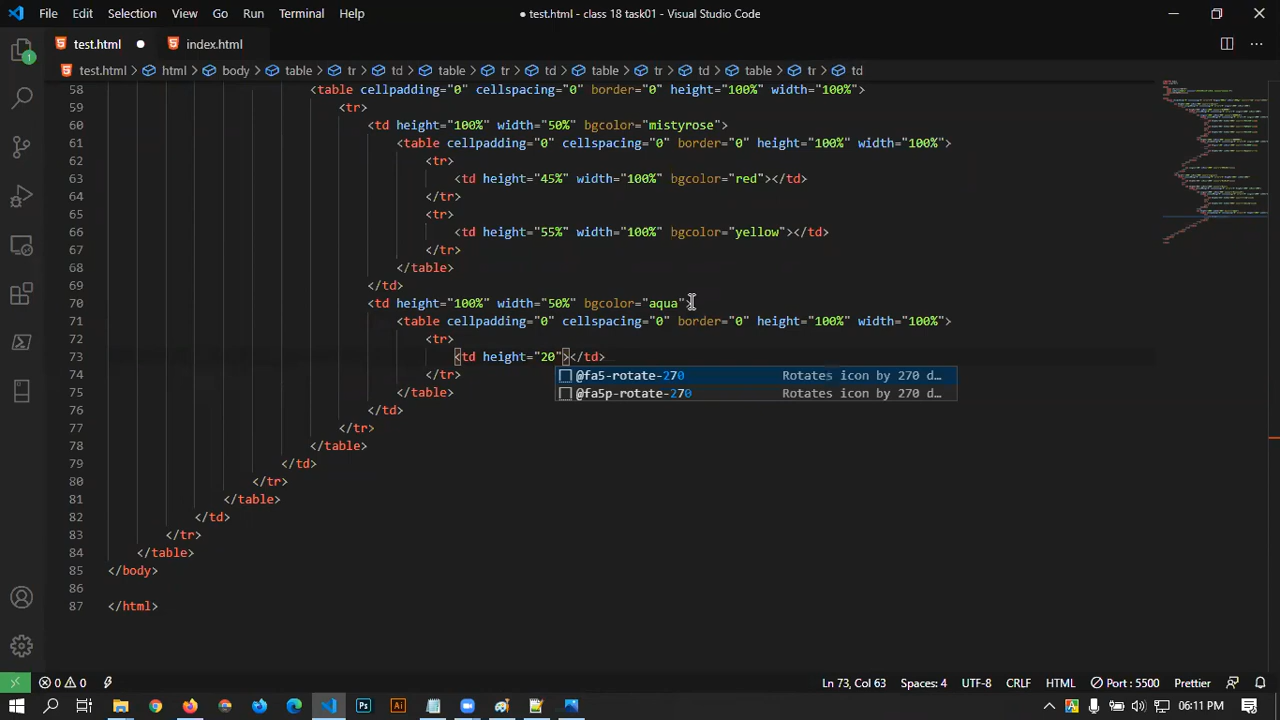 File Edit Selection View Go Run Terminal Help
● test.html - class 18 task01 - Visual Studio Code
test.html ● index.html
test.html > html > body > table > tr > td > table > tr > td > table > tr > td > table > tr > td
58 <table cellpadding="0" cellspacing="0" border="0" height="100%" width="100%">
59 <tr>
60 <td height="100%" width="50%" bgcolor="mistyrose">
61 <table cellpadding="0" cellspacing="0" border="0" height="100%" width="100%">
62 <tr>
63 <td height="45%" width="100%" bgcolor="red"></td>
64 </tr>
65 <tr>
66 <td height="55%" width="100%" bgcolor="yellow"></td>
67 </tr>
68 </table>
69 </td>
70 <td height="100%" width="50%" bgcolor="aqua">
71 <table cellpadding="0" cellspacing="0" border="0" height="100%" width="100%">
72 <tr>
73 <td height="20"></td>
74 </tr>
@fa5-rotate-270 Rotates icon by 270 d…
75 </table>
@fa5p-rotate-270 Rotates icon by 270 d…
76 </td>
77 </tr>
78 </table>
79 </td>
80 </tr>
81 </table>
82 </td>
83 </tr>
84 </table>
85 </body>
86
87 </html>
0 0 Ln 73, Col 63 Spaces: 4 UTF-8 CRLF HTML Port : 5500 Prettier
06:11 PM